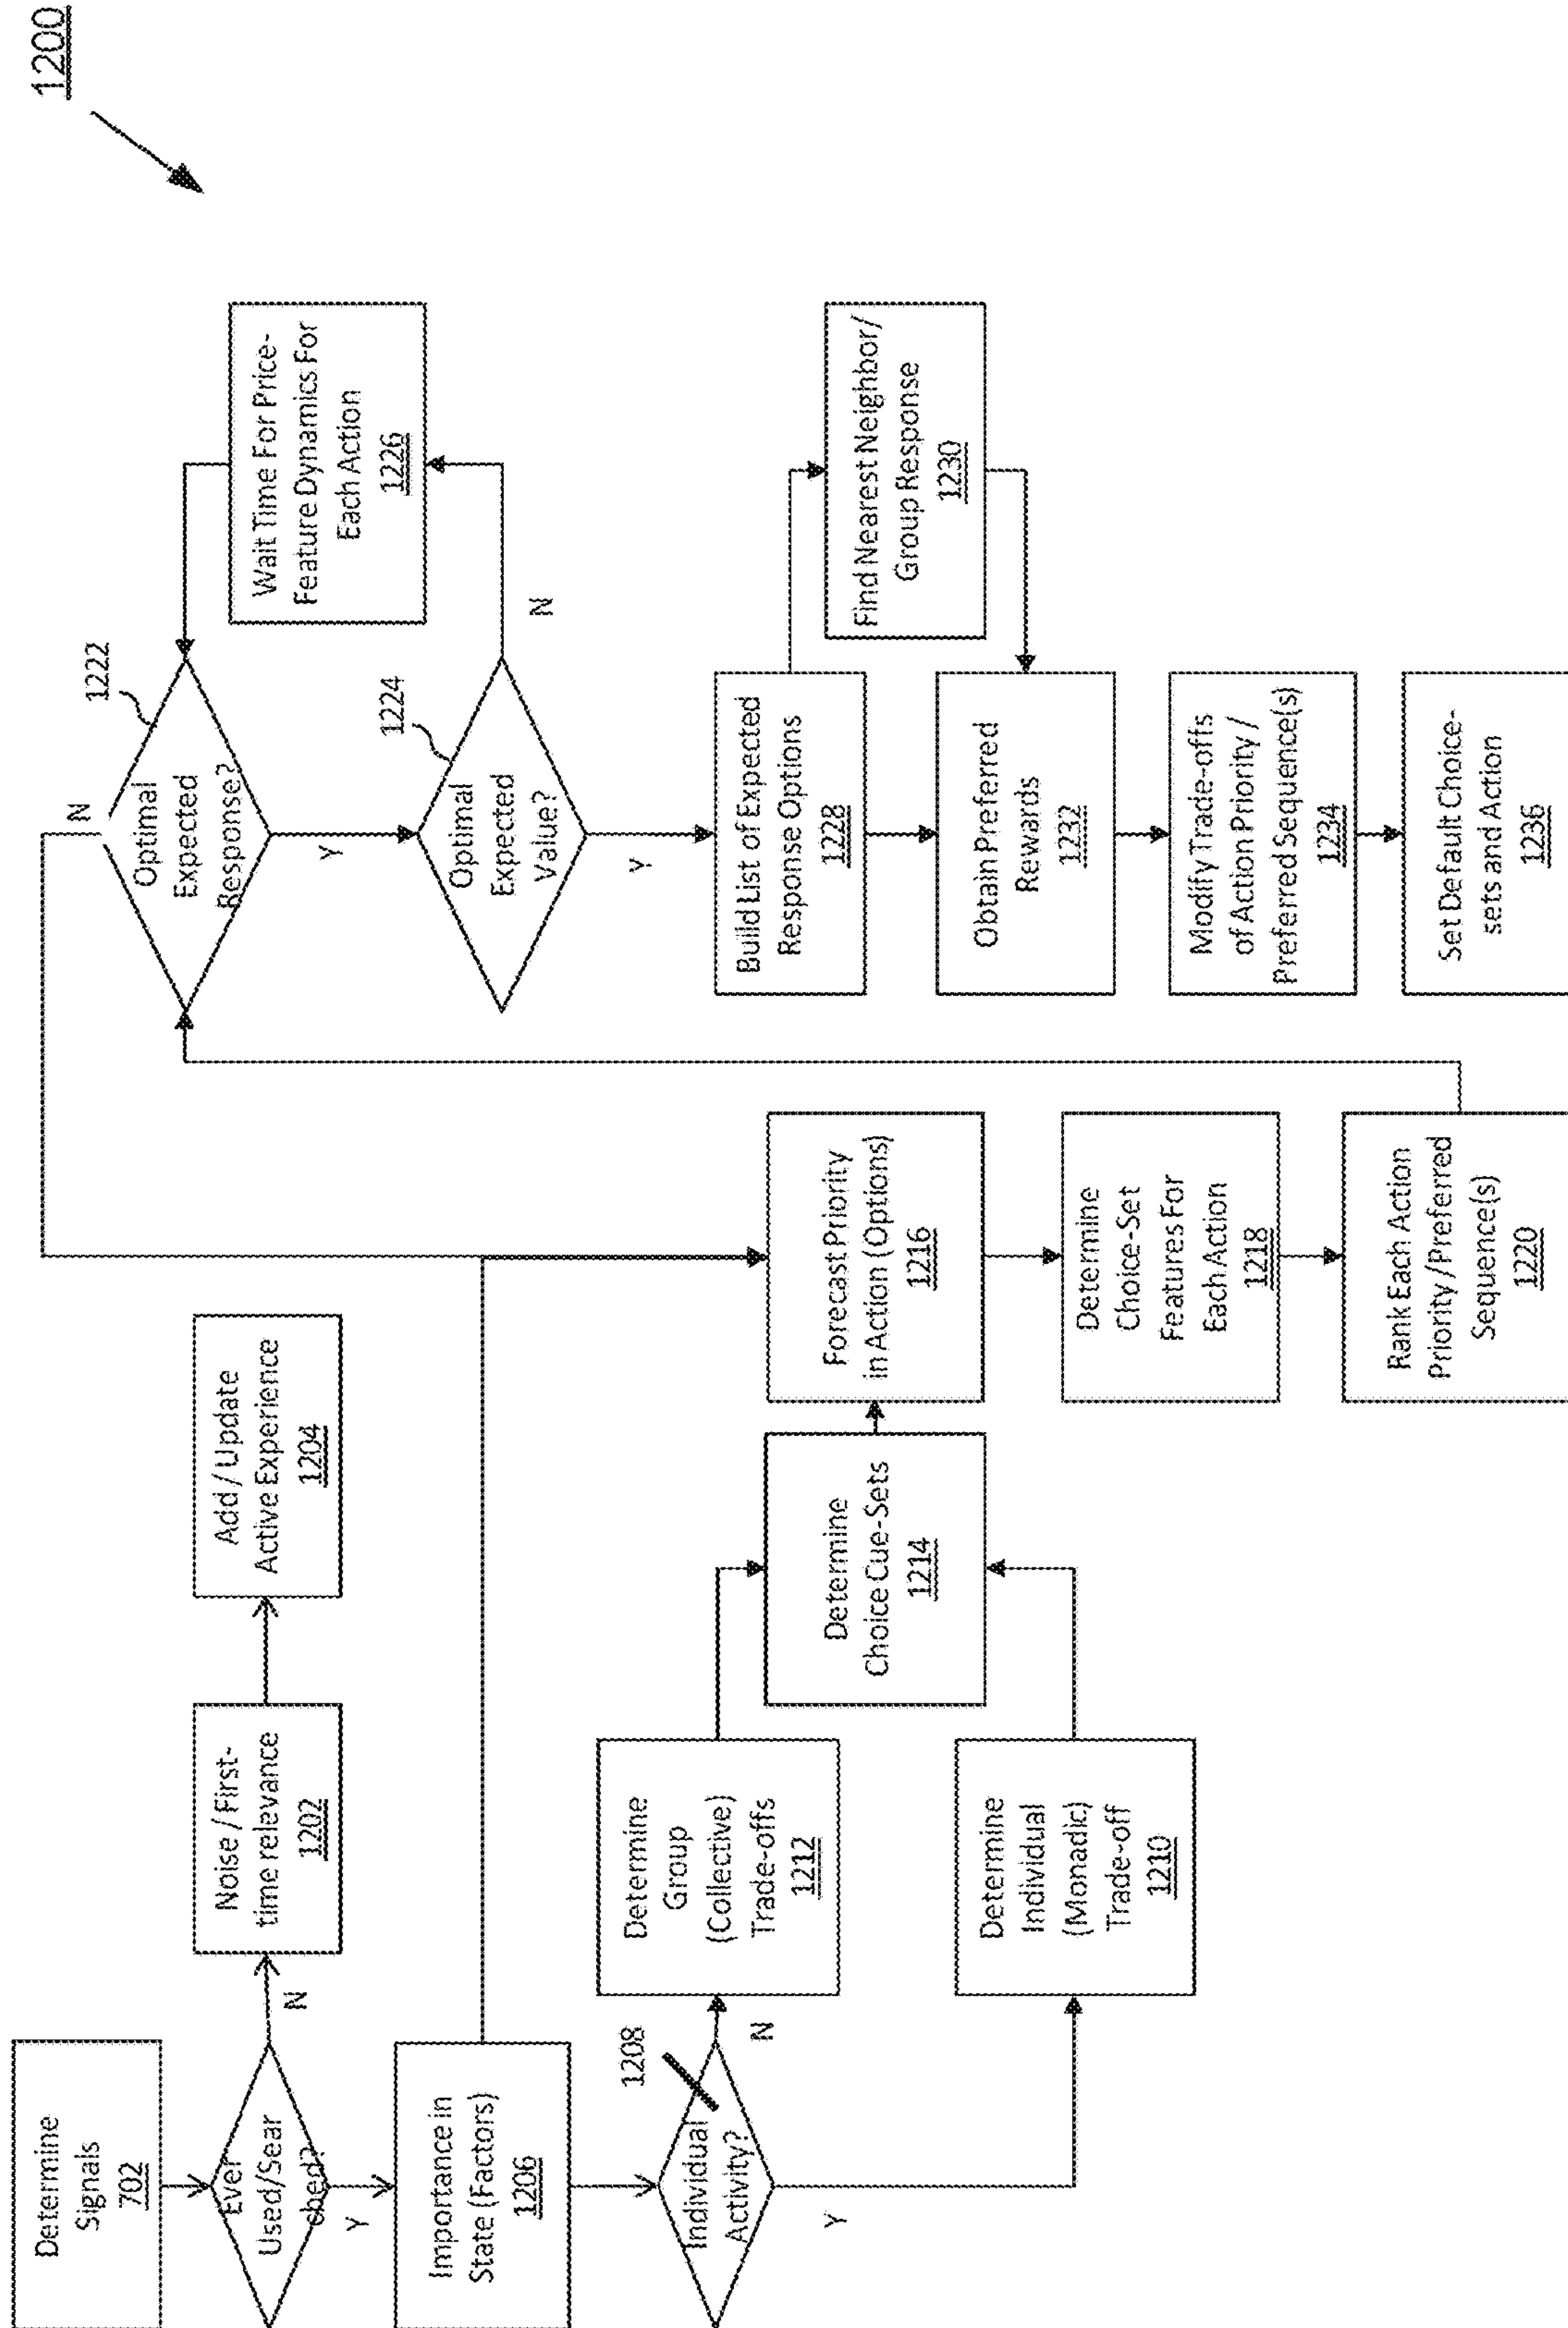 1200
Determine
Signals
702
Ever
Used/Sear
ched?
N
Y
Noise / First-
time relevance
1202
Add / Update
Active Experience
1204
Importance in
State (Factors)
1206
Individual
Activity?
1208
N
Y
Determine
Group
(Collective)
Trade-offs
1212
Determine
Individual
(Monadic)
Trade-off
1210
Determine
Choice Cue-Sets
1214
Forecast Priority
in Action (Options)
1216
Determine
Choice-Set
Features For
Each Action
1218
Rank Each Action
Priority /Preferred
Sequence(s)
1220
Optimal
Expected
Response?
1222
N
Y
Optimal
Expected
Value?
1224
N
Y
Wait Time For Price-
Feature Dynamics For
Each Action
1226
Build List of Expected
Response Options
1228
Find Nearest Neighbor/
Group Response
1230
Obtain Preferred
Rewards
1232
Modify Trade-offs
of Action Priority /
Preferred Sequence(s)
1234
Set Default Choice-
sets and Action
1236